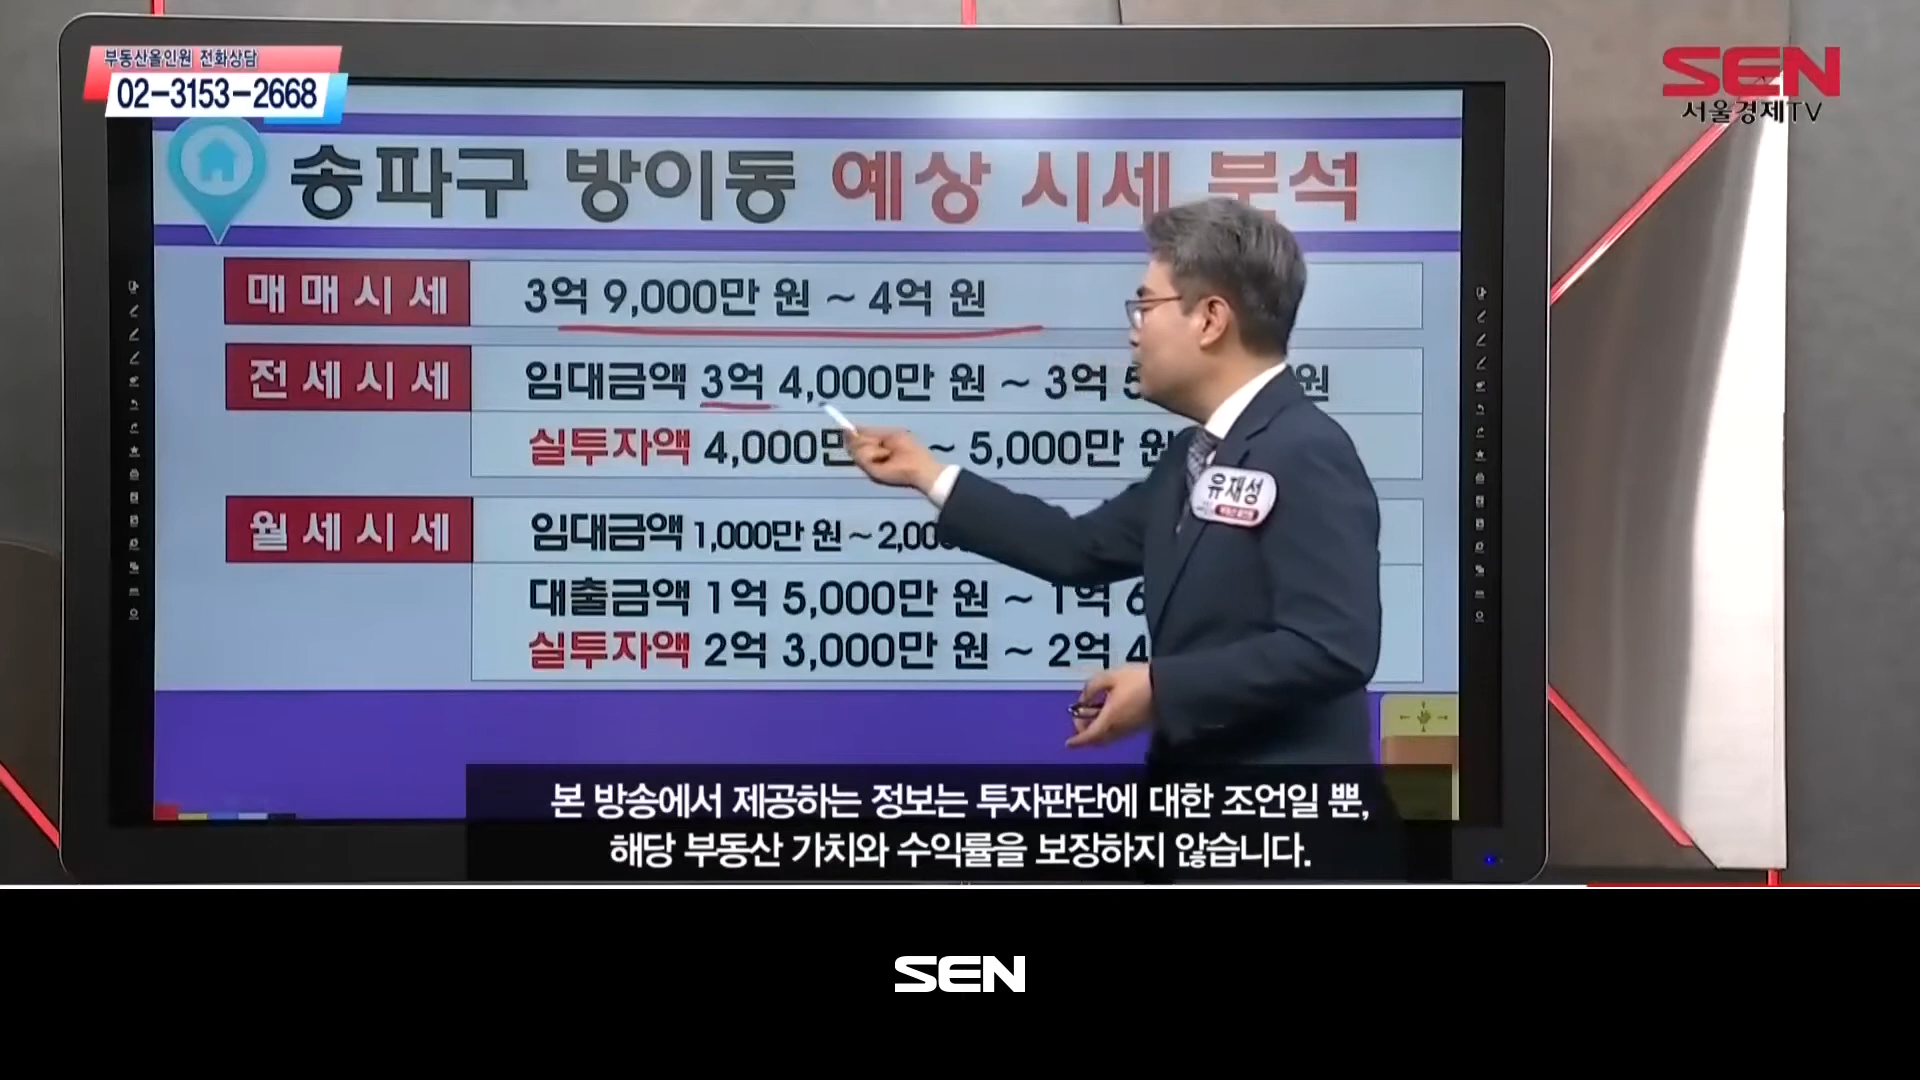 부동산올인원 전화상담
02-3153-2668
SEN
서울경제TV
송파구 방이동 예상 시세 분석
매매시세 3억 9,000만 원 ~ 4억 원
전세시세 임대금액 3억 4,000만 원 ~ 3억 5 원
실투자액 4,000만 ~ 5,000만 원
월세시세 임대금액 1,000만 원 ~ 2,00
대출금액 1억 5,000만 원 ~ 1억 6
실투자액 2억 3,000만 원 ~ 2억 4
유재성
본 방송에서 제공하는 정보는 투자판단에 대한 조언일 뿐,
해당 부동산 가치와 수익률을 보장하지 않습니다.
SEN